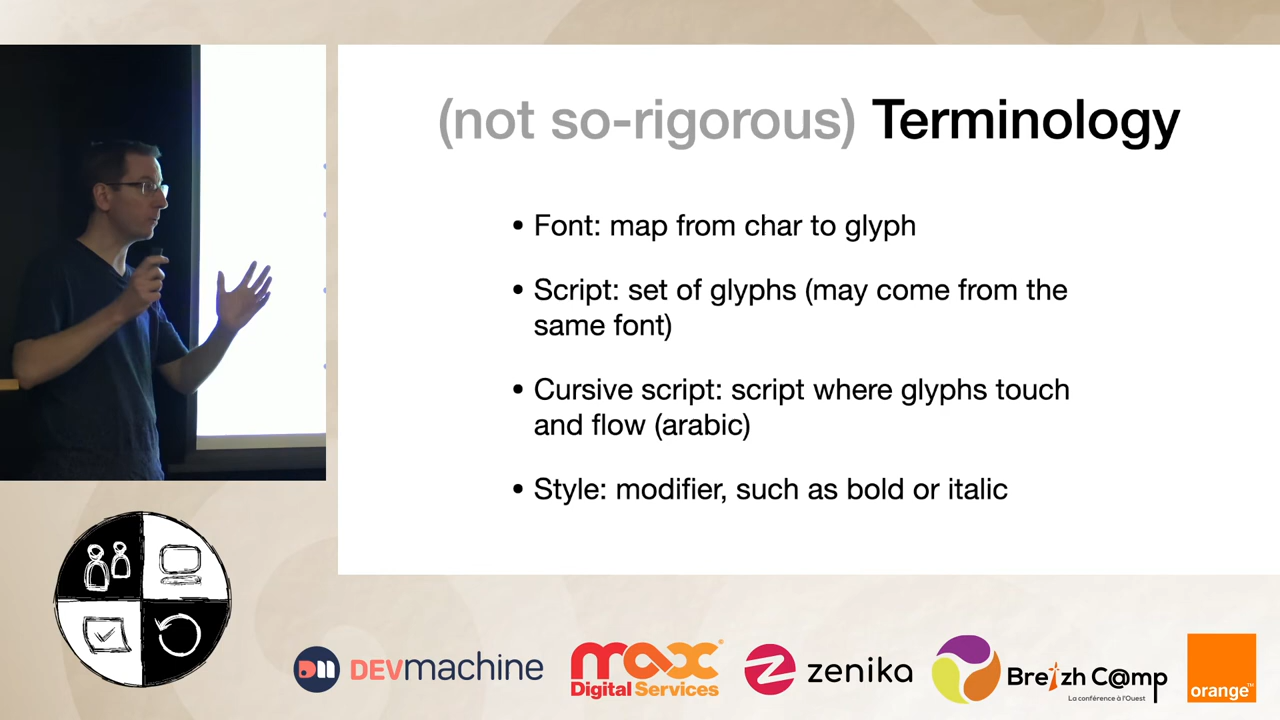 (not so-rigorous) Terminology
• Font: map from char to glyph
• Script: set of glyphs (may come from the
same font)
• Cursive script: script where glyphs touch
and flow (arabic)
• Style: modifier, such as bold or italic
DEVmachine
max
Digital Services
zenika
Breizh C@mp
La conférence à l'Ouest
orange™